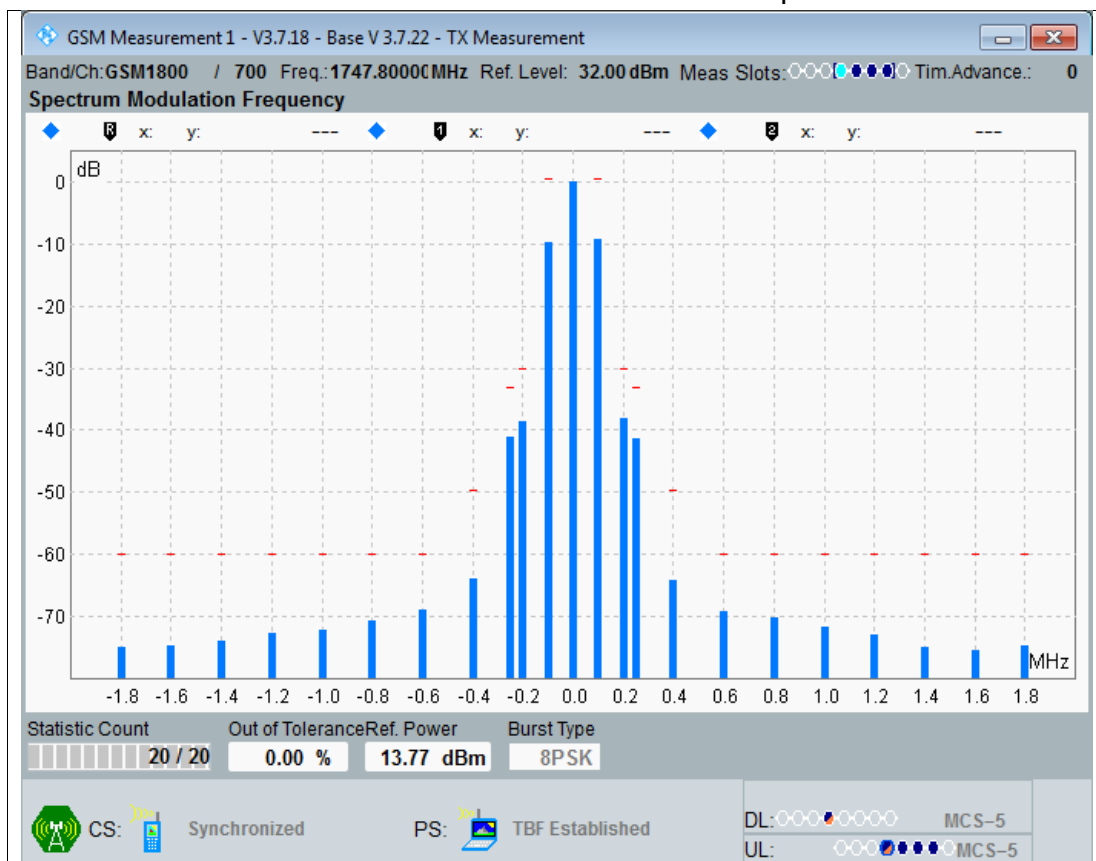 GSM Measurement 1 - V3.7.18 - Base V 3.7.22 - TX Measurement
Band/Ch:GSM1800 / 700 Freq.:1747.80000MHz Ref. Level: 32.00 dBm Meas Slots: Tim.Advance.: 0
Spectrum Modulation Frequency
R x: y: --- 1 x: y: --- 2 x: y: ---
dB
0
-10
-20
-30
-40
-50
-60
-70
MHz
-1.8 -1.6 -1.4 -1.2 -1.0 -0.8 -0.6 -0.4 -0.2 0.0 0.2 0.4 0.6 0.8 1.0 1.2 1.4 1.6 1.8
Statistic Count Out of Tolerance Ref. Power Burst Type
20 / 20 0.00 % 13.77 dBm 8PSK
CS: Synchronized PS: TBF Established DL: MCS-5
UL: MCS-5